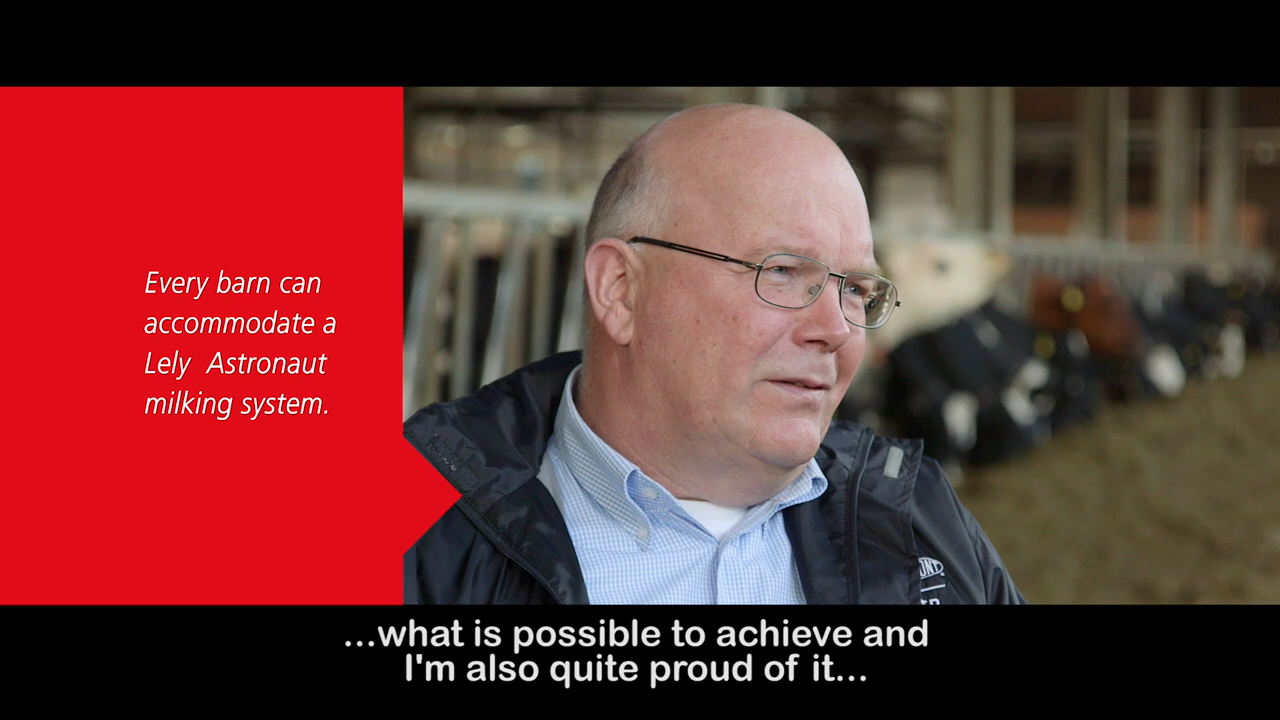 Every barn can
accommodate a
Lely Astronaut
milking system.
...what is possible to achieve and
I'm also quite proud of it...